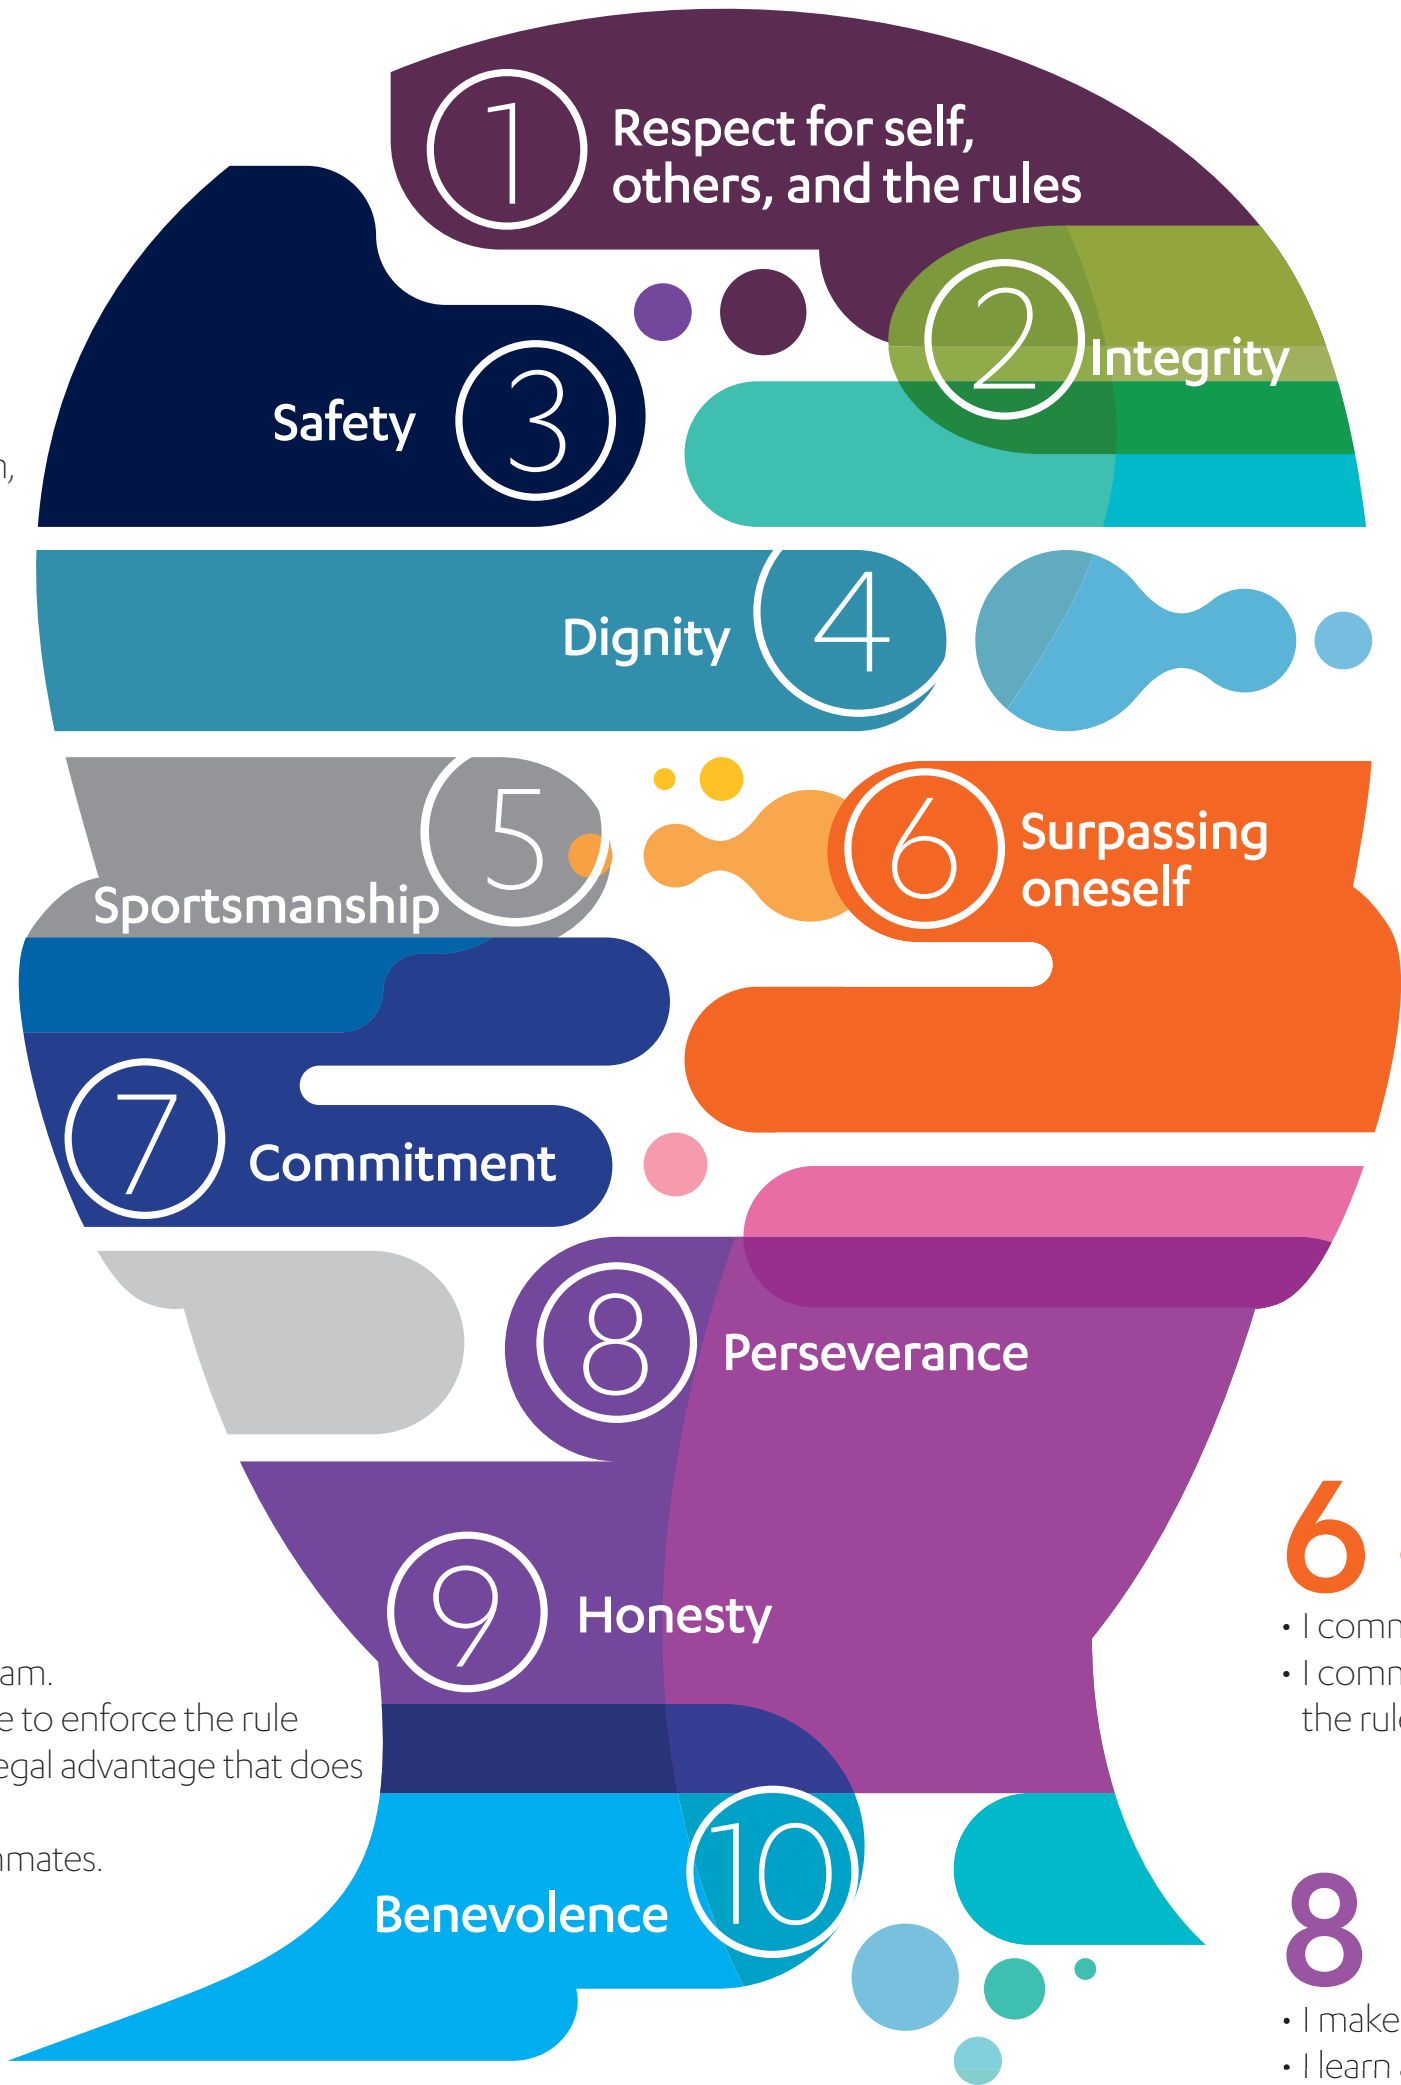 1
Respect for self,
others, and the rules
2
Integrity
3
Safety
4
Dignity
5
Sportsmanship
6
Surpassing
oneself
7
Commitment
8
Perseverance
9
Honesty
10
Benevolence
e to enforce the rule
egal advantage that does
6
• I comm
• I comm
the rul
8
• I make
• I learn